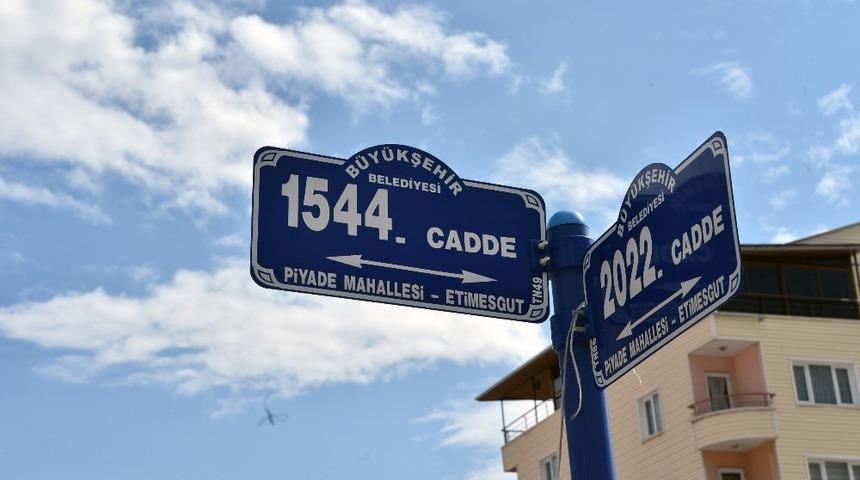 BÜYÜKŞEHİR
BELEDİYESİ
1544. CADDE
PİYADE MAHALLESİ - ETİMESGUT
TN49
BÜYÜKŞEHİR
BELEDİYESİ
2022. CADDE
PİYADE MAHALLESİ - ETİMESGUT